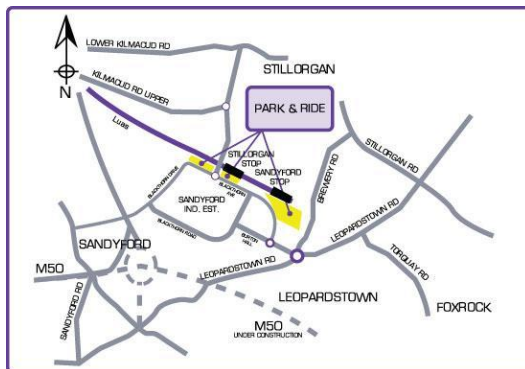 LOWER KILMACUD RD
STILLORGAN
KILMACUD RD UPPER
N
PARK & RIDE
Luas
STILLORGAN
STOP
SANDYFORD
STOP
STILLORGAN RD
BREWERY RD
BLACKTHORN DRIVE
BLACKTHORN
AVE
SANDYFORD
IND. EST.
LEOPARDSTOWN RD
BLACKTHORN ROAD
BURTON
HALL
SANDYFORD
TORQUAY RD
M50
LEOPARDSTOWN RD
LEOPARDSTOWN
SANDYFORD RD
FOXROCK
M50
UNDER CONSTRUCTION